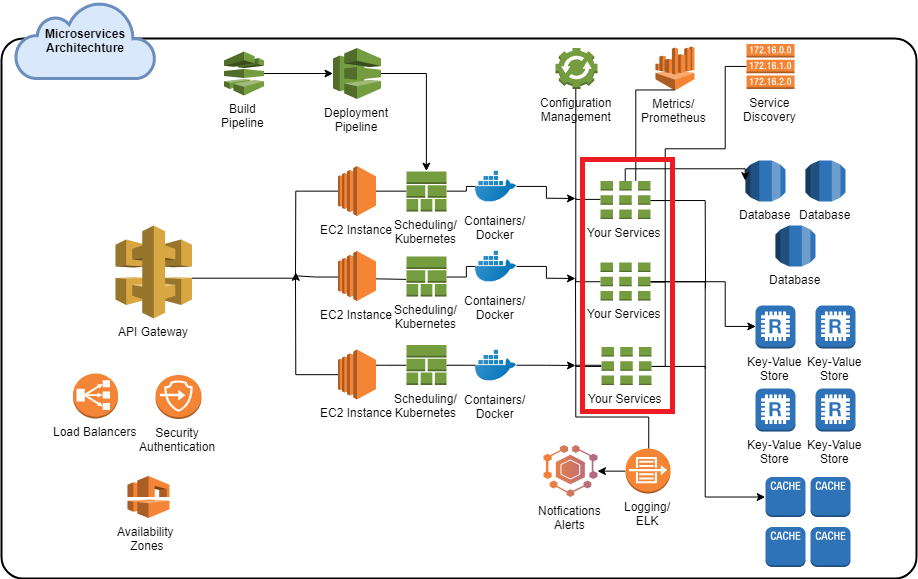 Microservices
Architechture
Build
Pipeline
Deployment
Pipeline
Configuration
Management
Metrics/
Prometheus
172.16.0.0
172.16.1.0
172.16.2.0
Service
Discovery
EC2 Instance
Scheduling/
Kubernetes
Containers/
Docker
Your Services
Database
Database
Database
API Gateway
EC2 Instance
Scheduling/
Kubernetes
Containers/
Docker
Your Services
R
R
Key-Value
Store
Key-Value
Store
EC2 Instance
Scheduling/
Kubernetes
Containers/
Docker
Your Services
R
R
Key-Value
Store
Key-Value
Store
Load Balancers
Security
Authentication
Notfications
Alerts
Logging/
ELK
CACHE
CACHE
Availability
Zones
CACHE
CACHE